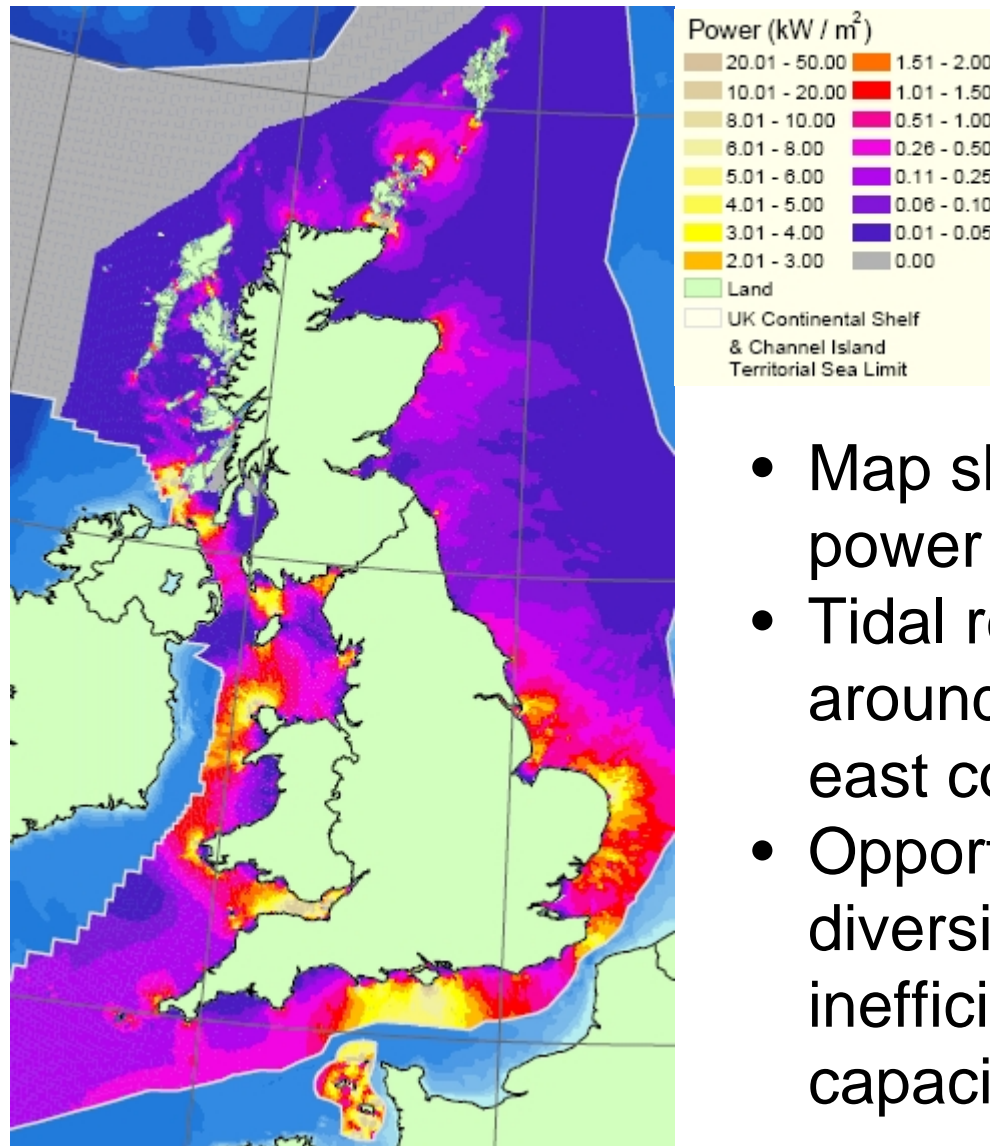 Power (kW / m²)
20.01 - 50.00 1.51 - 2.00
10.01 - 20.00 1.01 - 1.50
8.01 - 10.00 0.51 - 1.00
6.01 - 8.00 0.26 - 0.50
5.01 - 6.00 0.11 - 0.25
4.01 - 5.00 0.06 - 0.10
3.01 - 4.00 0.01 - 0.05
2.01 - 3.00 0.00
Land
UK Continental Shelf
& Channel Island
Territorial Sea Limit
• Map
power
• Tidal re
around
east co
• Opport
diversi
ineffici
capaci